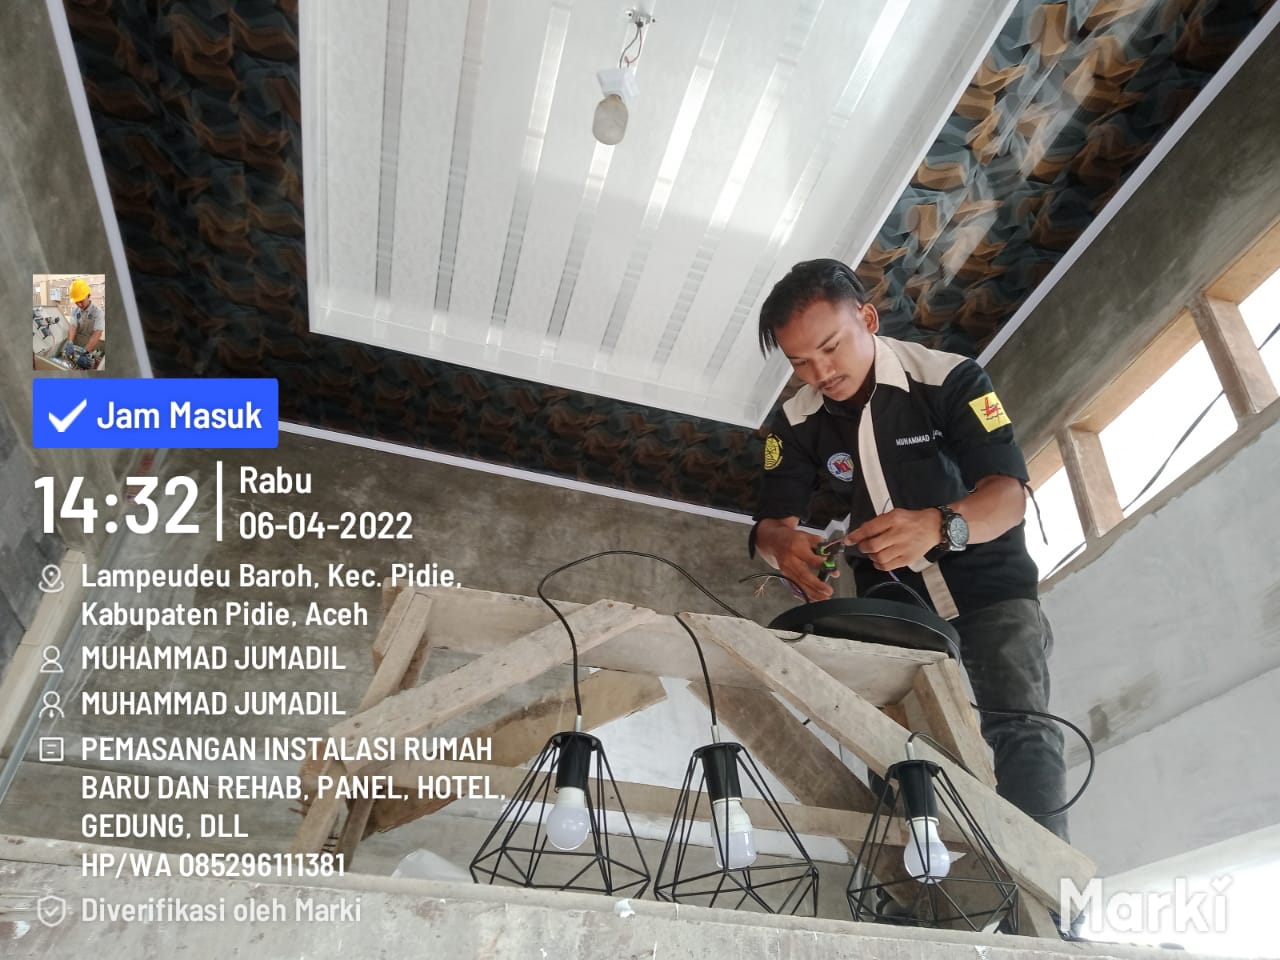 Jam Masuk
14:32
Rabu
06-04-2022
Lampeudeu Baroh, Kec. Pidie,
Kabupaten Pidie, Aceh
MUHAMMAD JUMADIL
MUHAMMAD JUMADIL
PEMASANGAN INSTALASI RUMAH
BARU DAN REHAB, PANEL, HOTEL,
GEDUNG, DLL
HP/WA 085296111381
Diverifikasi oleh Marki
MUHAMMAD
Marki